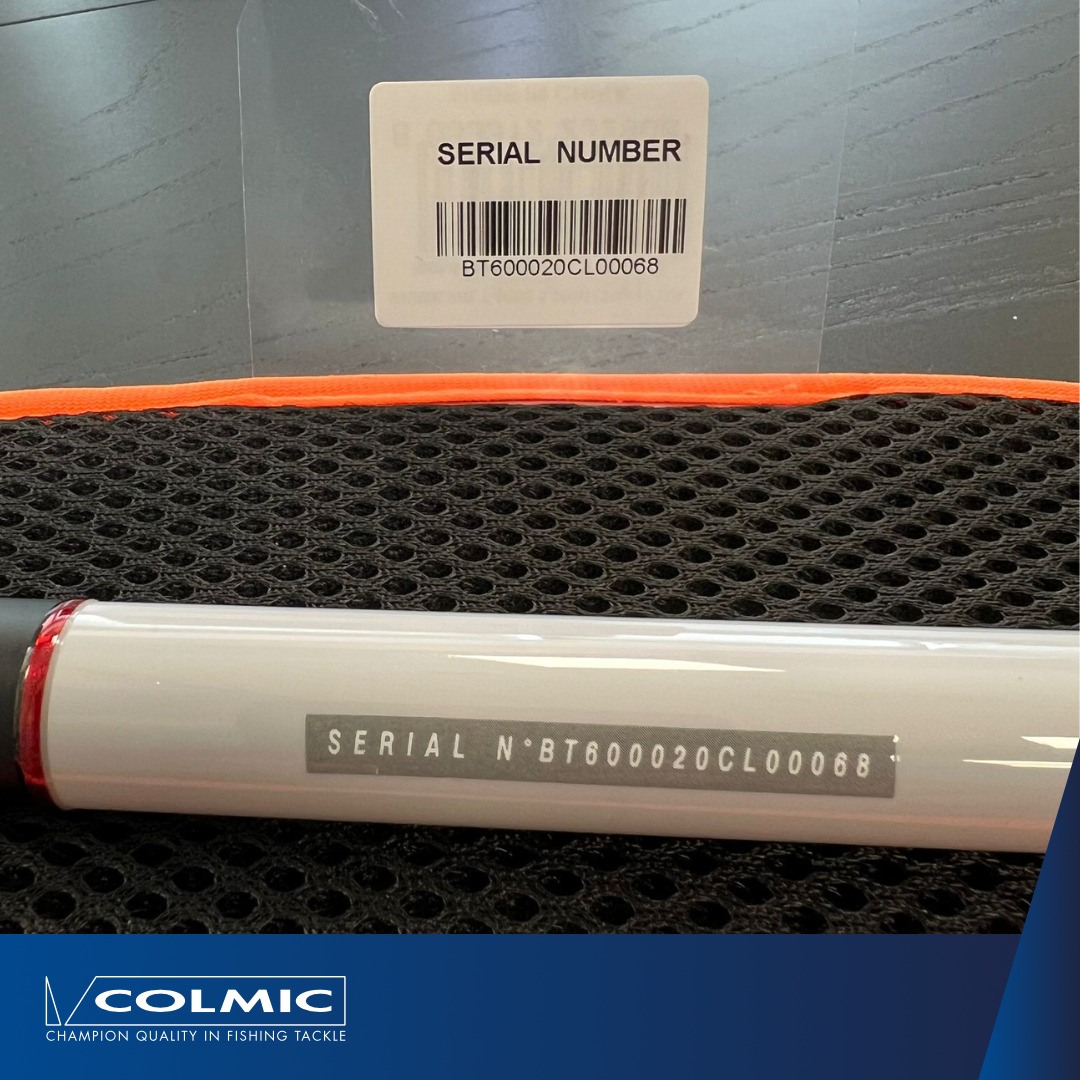 SERIAL NUMBER
BT600020CL00068
SERIAL N°BT600020CL00068
COLMIC
CHAMPION QUALITY IN FISHING TACKLE